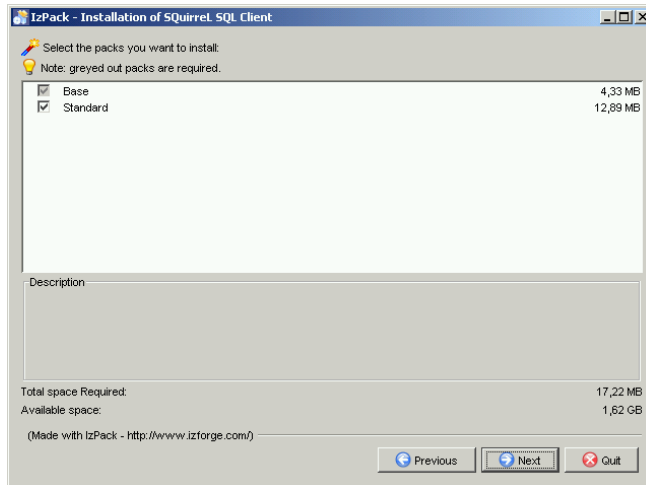 IzPack - Installation of SQuirreL SQL Client
Select the packs you want to install:
Note: greyed out packs are required.
Base 4,33 MB
Standard 12,89 MB
Description
Total space Required: 17,22 MB
Available space: 1,62 GB
(Made with IzPack - http://www.izforge.com/)
Previous Next Quit